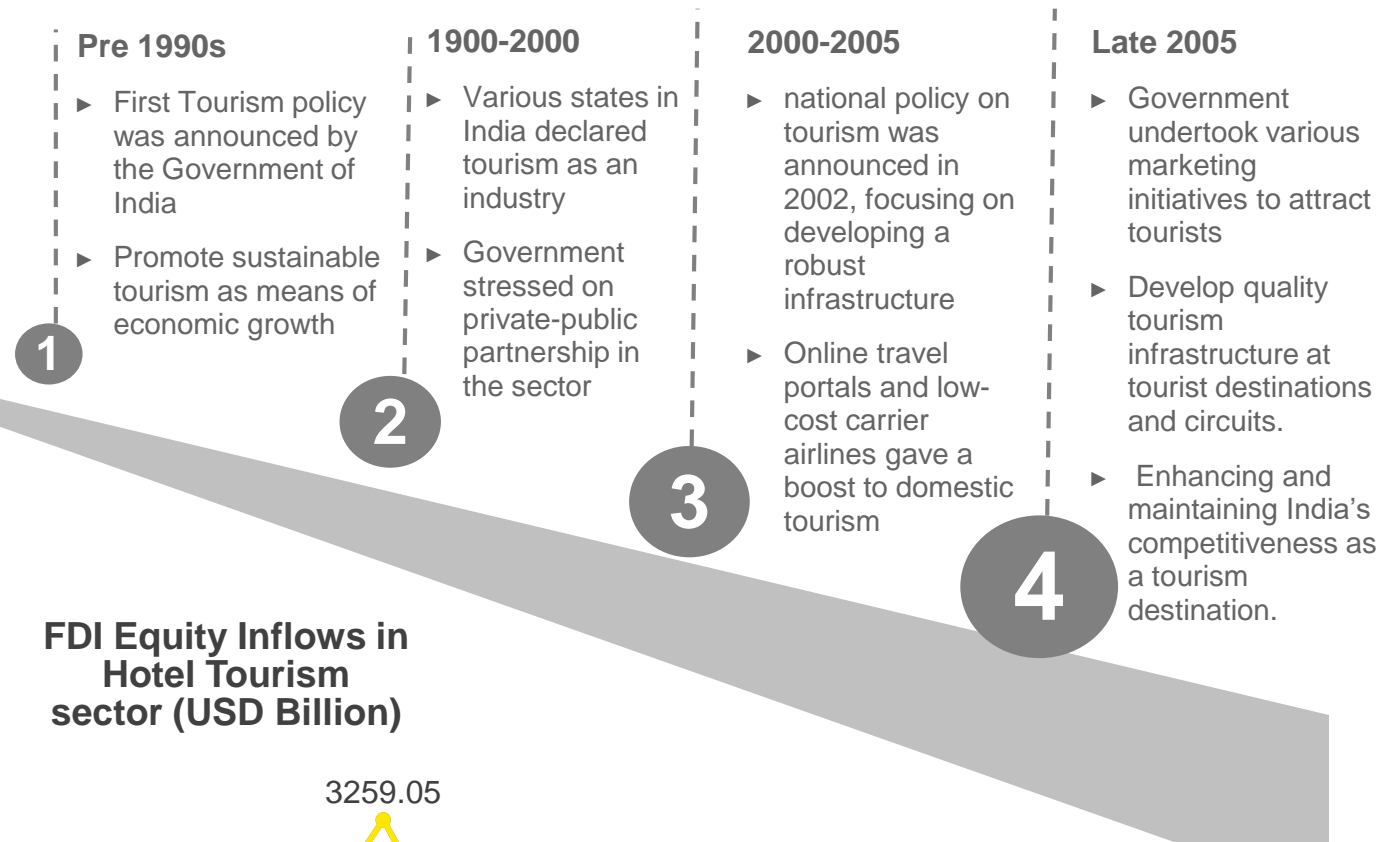 Pre 1990s
► First Tourism policy
was announced by
the Government of
India
► Promote sustainable
tourism as means of
economic growth
1
1900-2000
► Various states in
India declared
tourism as an
industry
► Government
stressed on
private-public
partnership in
the sector
2
2000-2005
► national policy on
tourism was
announced in
2002, focusing on
developing a
robust
infrastructure
► Online travel
portals and low-
cost carrier
airlines gave a
boost to domestic
tourism
3
Late 2005
► Government
undertook various
marketing
initiatives to attract
tourists
► Develop quality
tourism
infrastructure at
tourist destinations
and circuits.
► Enhancing and
maintaining India’s
competitiveness as
a tourism
destination.
4
FDI Equity Inflows in
Hotel Tourism
sector (USD Billion)
3259.05